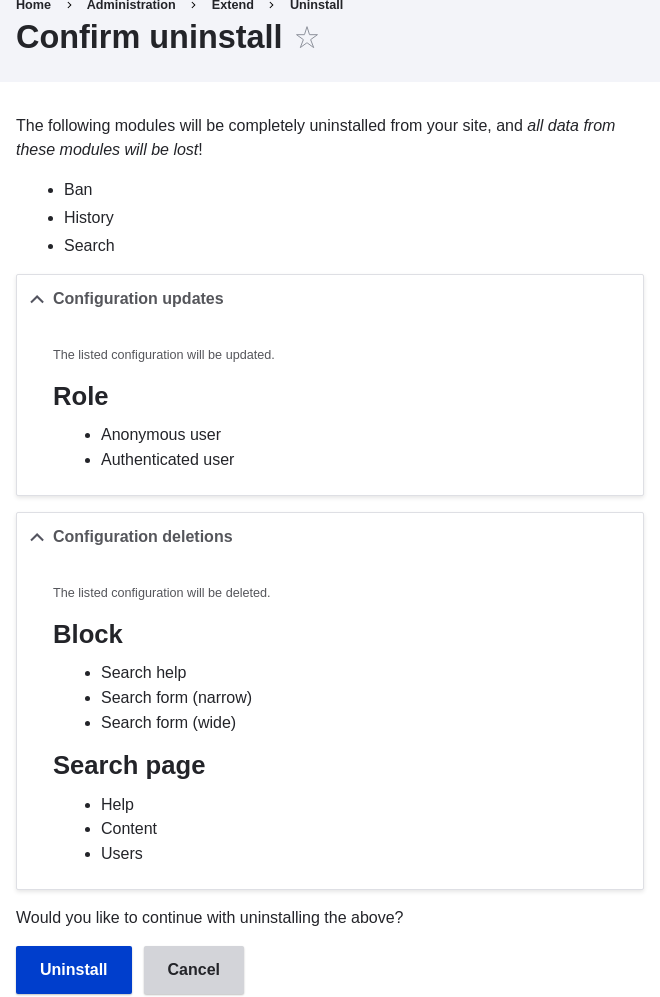 Home > Administration > Extend > Uninstall
Confirm uninstall ☆
The following modules will be completely uninstalled from your site, and all data from
these modules will be lost!
• Ban
• History
• Search
Configuration updates
The listed configuration will be updated.
Role
• Anonymous user
• Authenticated user
Configuration deletions
The listed configuration will be deleted.
Block
• Search help
• Search form (narrow)
• Search form (wide)
Search page
• Help
• Content
• Users
Would you like to continue with uninstalling the above?
Uninstall Cancel